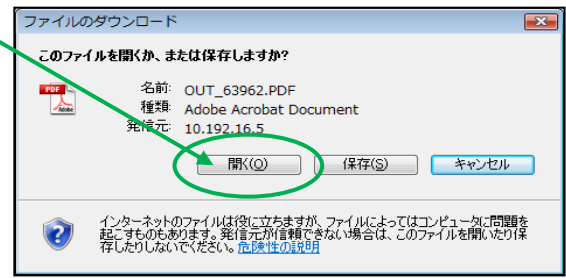 ファイルのダウンロード
このファイルを開くか、または保存しますか?
PDF
Adobe
名前: OUT_63962.PDF
種類: Adobe Acrobat Document
発信元: 10.192.16.5
開く(O) 保存(S) キャンセル
インターネットのファイルは役に立ちますが、ファイルによってはコンピュータに問題を
起こすものもあります。発信元が信頼できない場合は、このファイルを開いたり保
存したりしないでください。危険性の説明